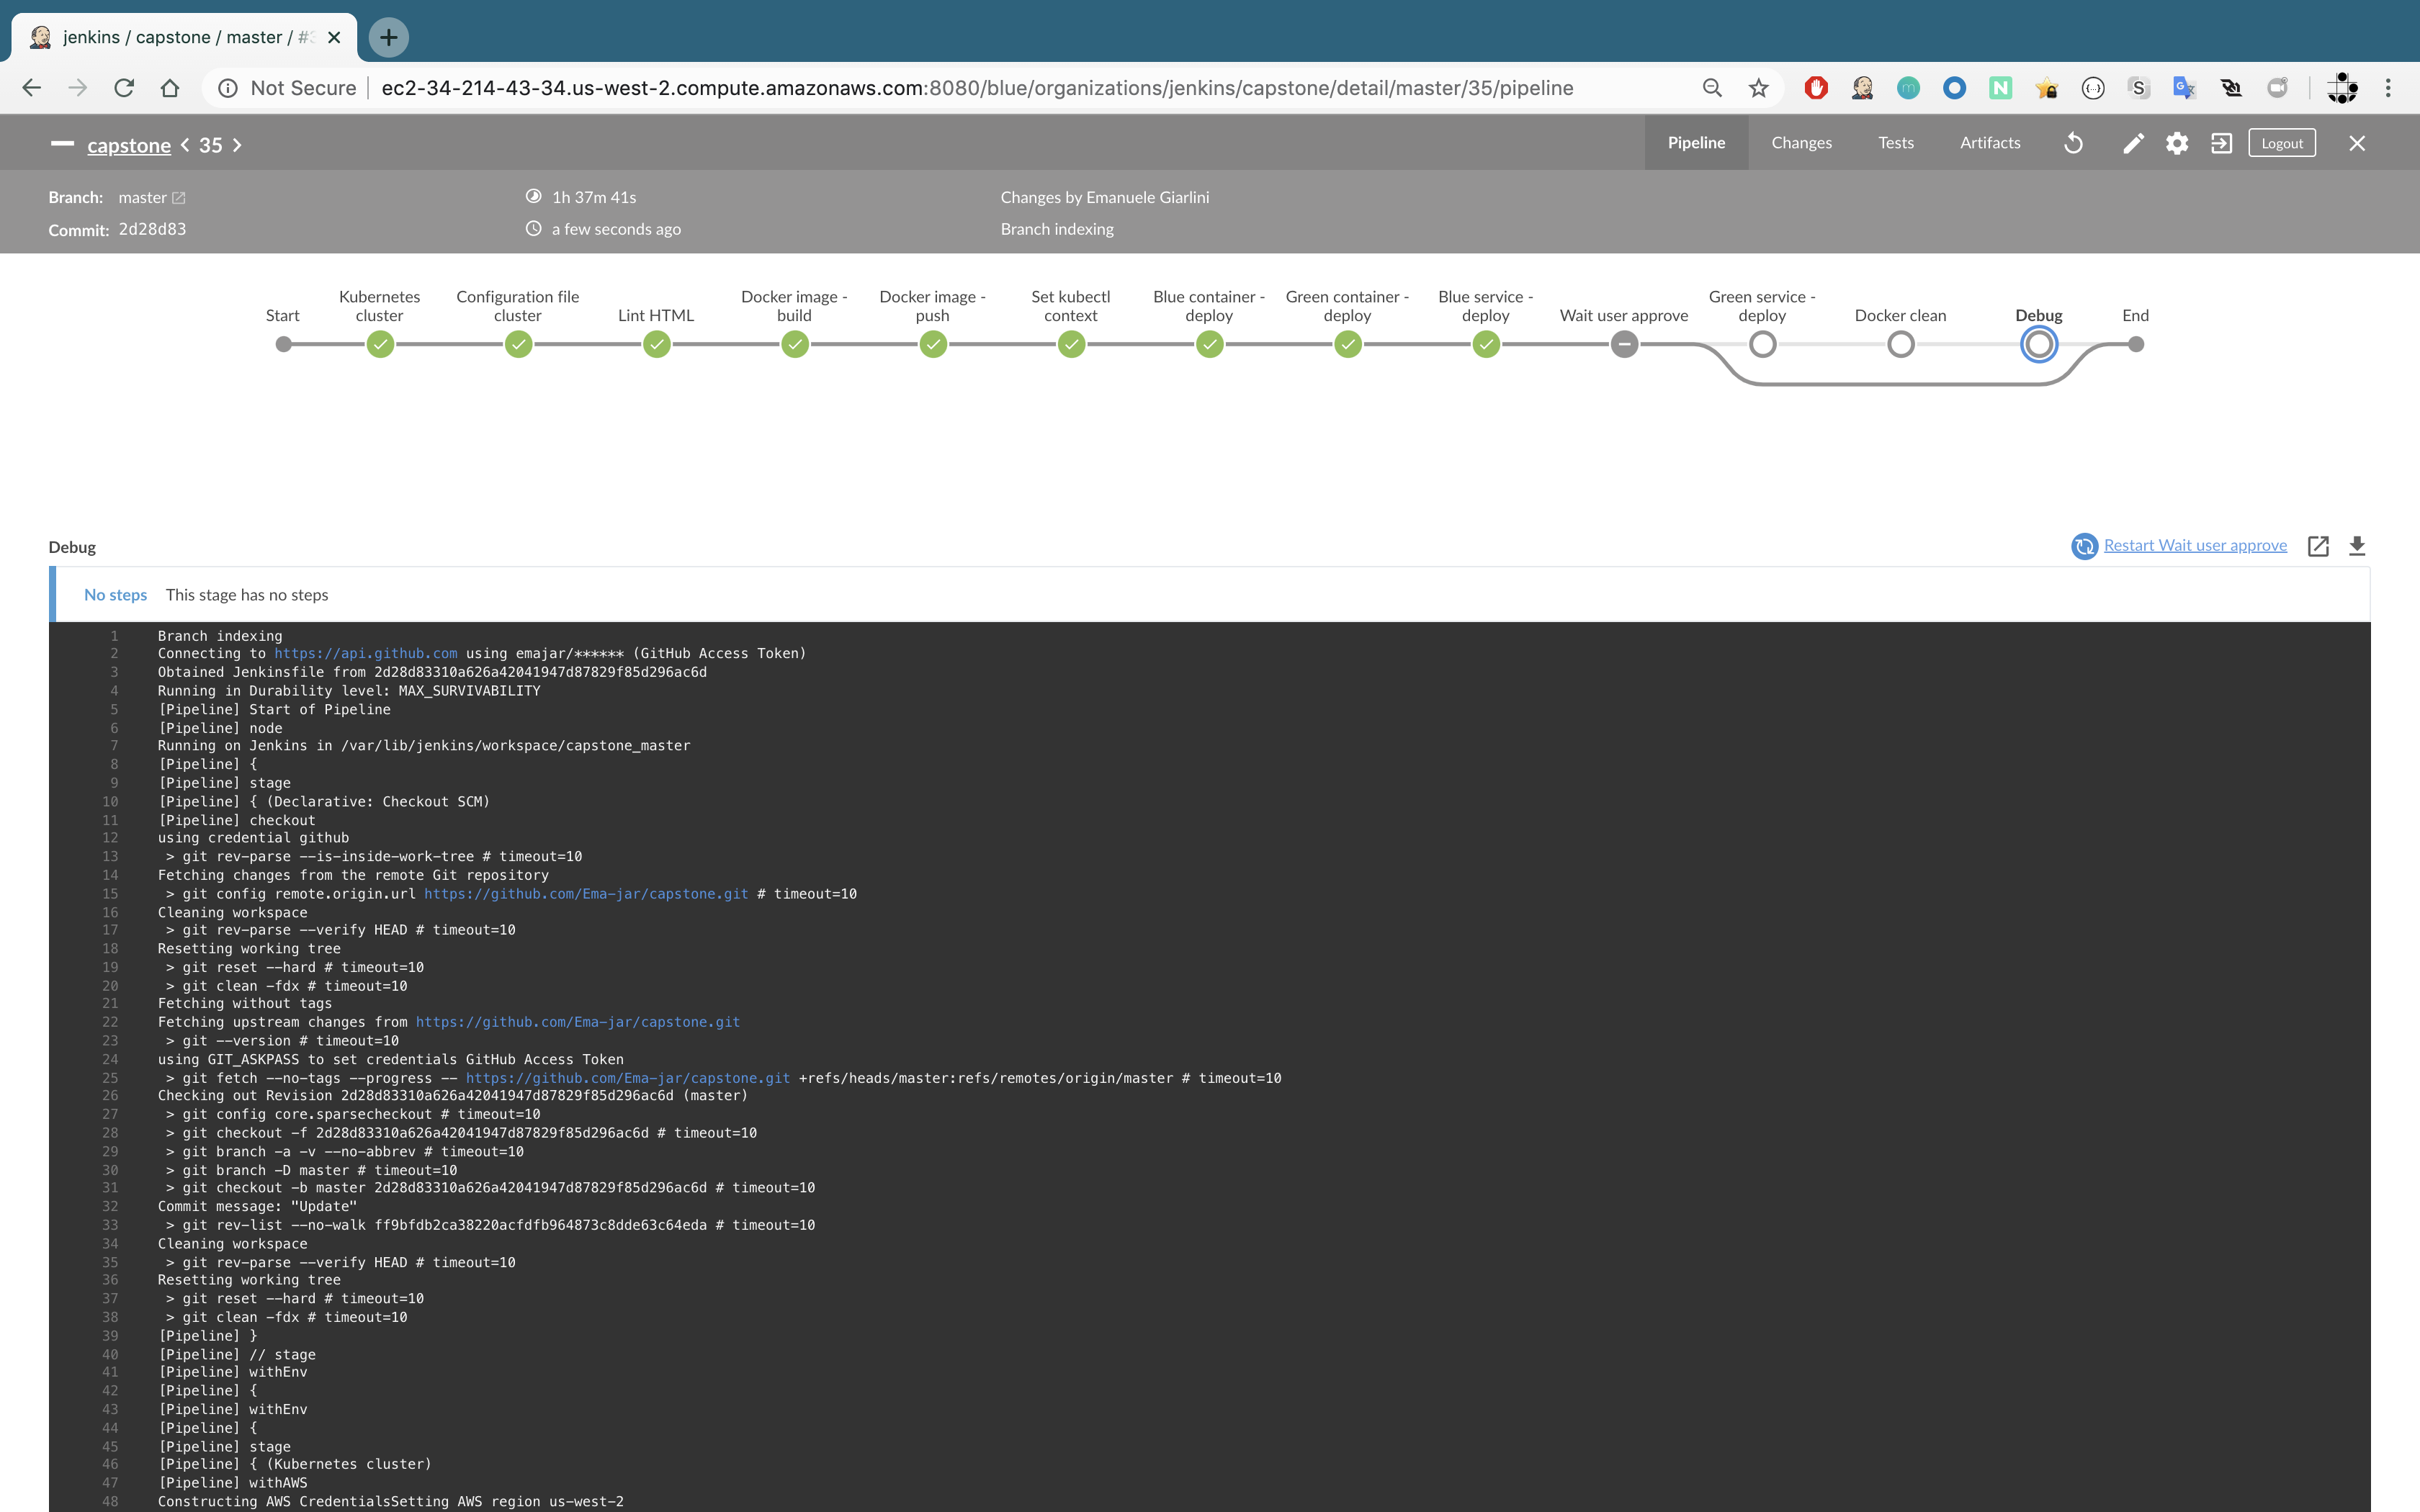 jenkins / capstone / master / #3
Not Secure
ec2-34-214-43-34.us-west-2.compute.amazonaws.com:8080/blue/organizations/jenkins/capstone/detail/master/35/pipeline
capstone < 35 >
Pipeline
Changes
Tests
Artifacts
Logout
Branch: master
1h 37m 41s
Changes by Emanuele Giarlini
Commit: 2d28d83
a few seconds ago
Branch indexing
Start
Kubernetes
cluster
Configuration file
cluster
Lint HTML
Docker image -
build
Docker image -
push
Set kubectl
context
Blue container -
deploy
Green container -
deploy
Blue service -
deploy
Wait user approve
Green service -
deploy
Docker clean
Debug
End
Debug
Restart Wait user approve
No steps This stage has no steps
1 Branch indexing
2 Connecting to https://api.github.com using emajar/****** (GitHub Access Token)
3 Obtained Jenkinsfile from 2d28d83310a626a42041947d87829f85d296ac6d
4 Running in Durability level: MAX_SURVIVABILITY
5 [Pipeline] Start of Pipeline
6 [Pipeline] node
7 Running on Jenkins in /var/lib/jenkins/workspace/capstone_master
8 [Pipeline] {
9 [Pipeline] stage
10 [Pipeline] { (Declarative: Checkout SCM)
11 [Pipeline] checkout
12 using credential github
13 > git rev-parse --is-inside-work-tree # timeout=10
14 Fetching changes from the remote Git repository
15 > git config remote.origin.url https://github.com/Ema-jar/capstone.git # timeout=10
16 Cleaning workspace
17 > git rev-parse --verify HEAD # timeout=10
18 Resetting working tree
19 > git reset --hard # timeout=10
20 > git clean -fdx # timeout=10
21 Fetching without tags
22 Fetching upstream changes from https://github.com/Ema-jar/capstone.git
23 > git --version # timeout=10
24 using GIT_ASKPASS to set credentials GitHub Access Token
25 > git fetch --no-tags --progress -- https://github.com/Ema-jar/capstone.git +refs/heads/master:refs/remotes/origin/master # timeout=10
26 Checking out Revision 2d28d83310a626a42041947d87829f85d296ac6d (master)
27 > git config core.sparsecheckout # timeout=10
28 > git checkout -f 2d28d83310a626a42041947d87829f85d296ac6d # timeout=10
29 > git branch -a -v --no-abbrev # timeout=10
30 > git branch -D master # timeout=10
31 > git checkout -b master 2d28d83310a626a42041947d87829f85d296ac6d # timeout=10
32 Commit message: "Update"
33 > git rev-list --no-walk ff9bfdb2ca38220acfdfb964873c8dde63c64eda # timeout=10
34 Cleaning workspace
35 > git rev-parse --verify HEAD # timeout=10
36 Resetting working tree
37 > git reset --hard # timeout=10
38 > git clean -fdx # timeout=10
39 [Pipeline] }
40 [Pipeline] // stage
41 [Pipeline] withEnv
42 [Pipeline] {
43 [Pipeline] withEnv
44 [Pipeline] {
45 [Pipeline] stage
46 [Pipeline] { (Kubernetes cluster)
47 [Pipeline] withAWS
48 Constructing AWS CredentialsSetting AWS region us-west-2